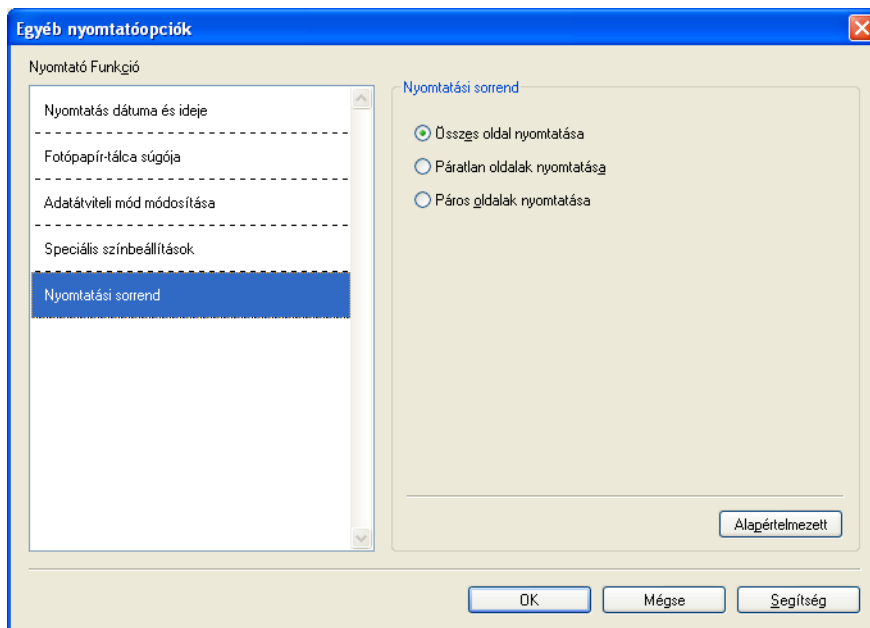 Egyéb nyomtatóopciók
Nyomtató Funkció
Nyomtatás dátuma és ideje
Fotópapír-tálca súgója
Adatátviteli mód módosítása
Speciális színbeállítások
Nyomtatási sorrend
Nyomtatási sorrend
Összes oldal nyomtatása
Páratlan oldalak nyomtatása
Páros oldalak nyomtatása
Alapértelmezett
OK
Mégse
Segítség